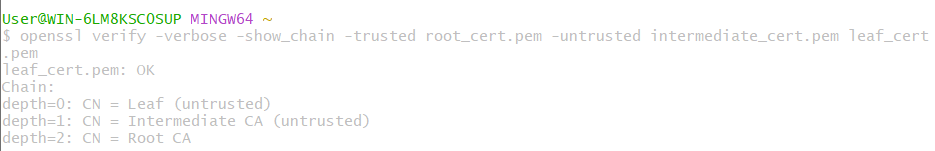 User@WIN-6LM8KSCOSUP MINGW64 ~
$ openssl verify -verbose -show_chain -trusted root_cert.pem -untrusted intermediate_cert.pem leaf_cert
.pem
leaf_cert.pem: OK
Chain:
depth=0: CN = Leaf (untrusted)
depth=1: CN = Intermediate CA (untrusted)
depth=2: CN = Root CA